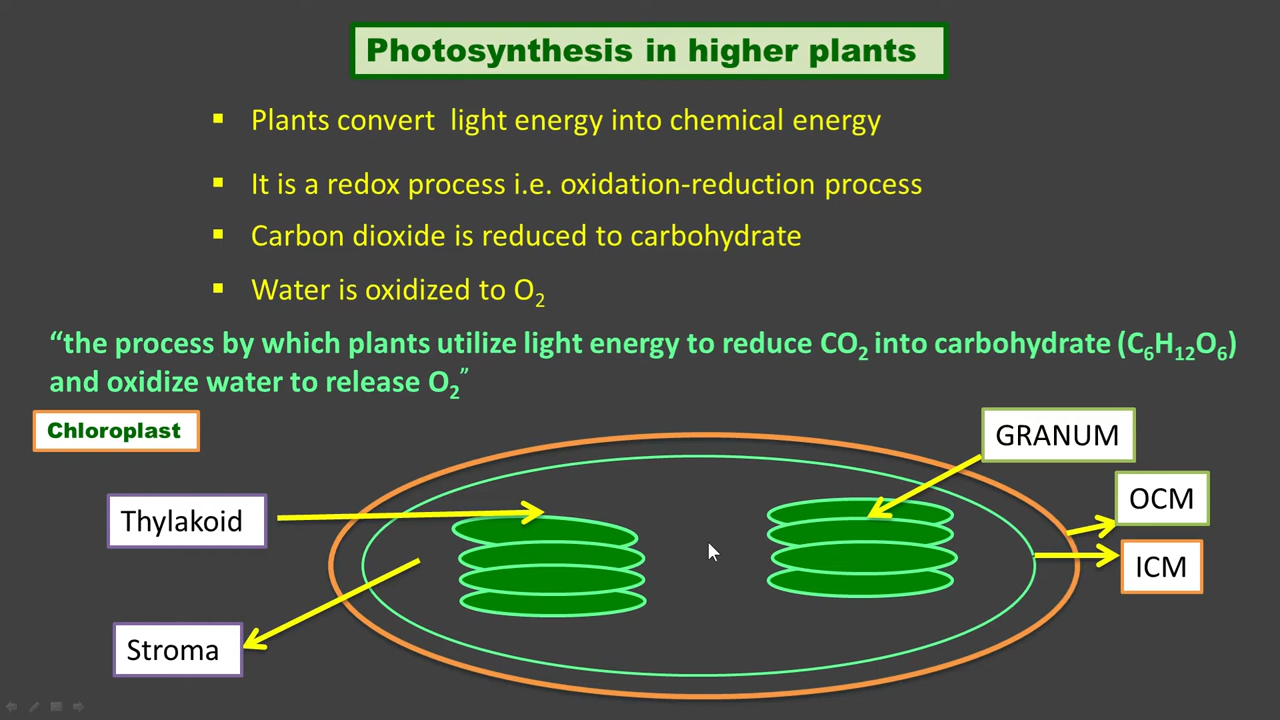 Photosynthesis in higher plants
▪ Plants convert light energy into chemical energy
▪ It is a redox process i.e. oxidation-reduction process
▪ Carbon dioxide is reduced to carbohydrate
▪ Water is oxidized to O₂
“the process by which plants utilize light energy to reduce CO₂ into carbohydrate (C₆H₁₂O₆)
and oxidize water to release O₂”
Chloroplast
GRANUM
Thylakoid
OCM
ICM
Stroma